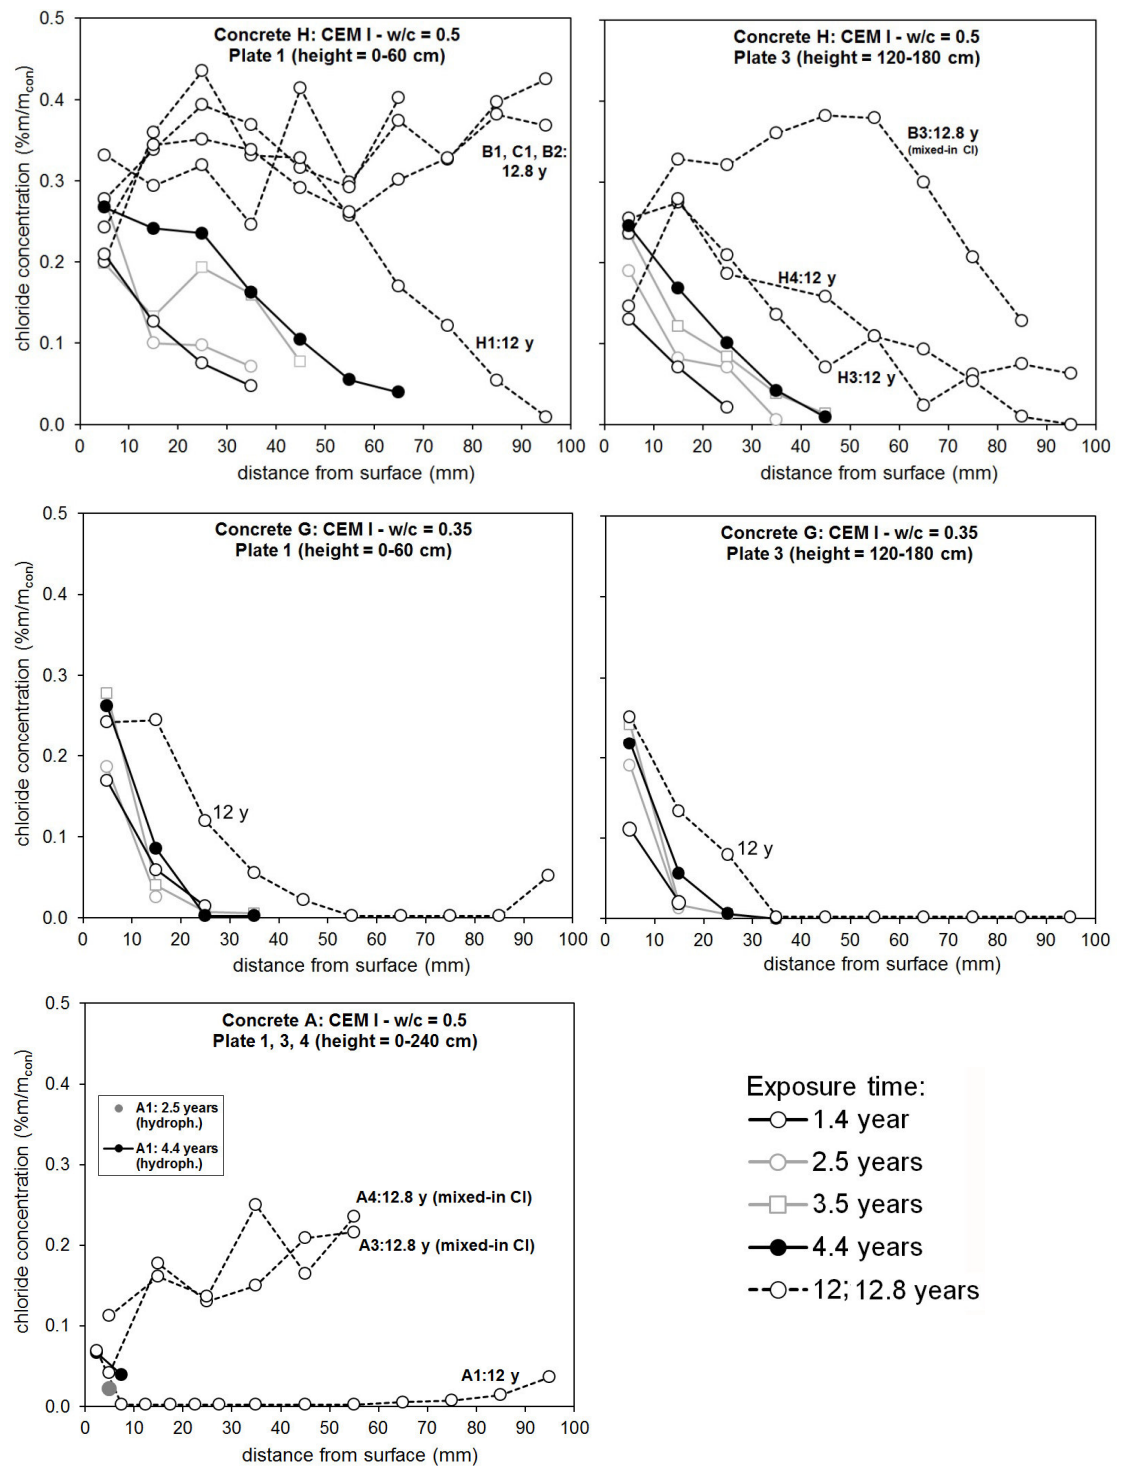 Concrete H: CEM I - w/c = 0.5
Plate 1 (height = 0-60 cm)
chloride concentration (%m/mcon)
0.5
0.4
0.3
0.2
0.1
0.0
B1, C1, B2:
12.8 y
H1:12 y
0 10 20 30 40 50 60 70 80 90 100
distance from surface (mm)
Concrete H: CEM I - w/c = 0.5
Plate 3 (height = 120-180 cm)
B3:12.8 y
(mixed-in Cl)
H4:12 y
H3:12 y
0 10 20 30 40 50 60 70 80 90 100
distance from surface (mm)
Concrete G: CEM I - w/c = 0.35
Plate 1 (height = 0-60 cm)
chloride concentration (%m/mcon)
0.5
0.4
0.3
0.2
0.1
0.0
12 y
0 10 20 30 40 50 60 70 80 90 100
distance from surface (mm)
Concrete G: CEM I - w/c = 0.35
Plate 3 (height = 120-180 cm)
12 y
0 10 20 30 40 50 60 70 80 90 100
distance from surface (mm)
Concrete A: CEM I - w/c = 0.5
Plate 1, 3, 4 (height = 0-240 cm)
chloride concentration (%m/mcon)
0.5
0.4
0.3
0.2
0.1
0.0
A1: 2.5 years
(hydroph.)
A1: 4.4 years
(hydroph.)
A4:12.8 y (mixed-in Cl)
A3:12.8 y (mixed-in Cl)
A1:12 y
0 10 20 30 40 50 60 70 80 90 100
distance from surface (mm)
Exposure time:
1.4 year
2.5 years
3.5 years
4.4 years
12; 12.8 years